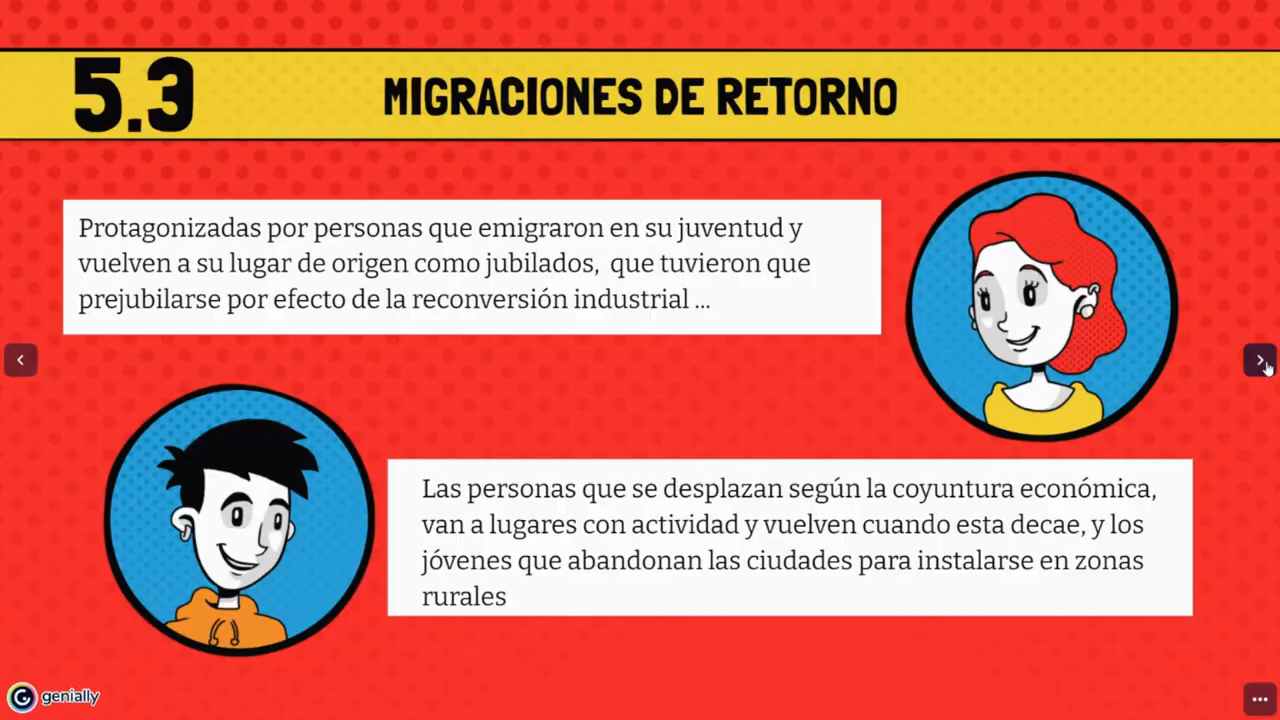 5.3
MIGRACIONES DE RETORNO
Protagonizadas por personas que emigraron en su juventud y
vuelven a su lugar de origen como jubilados, que tuvieron que
prejubilarse por efecto de la reconversión industrial ...
Las personas que se desplazan según la coyuntura económica,
van a lugares con actividad y vuelven cuando esta decae, y los
jóvenes que abandonan las ciudades para instalarse en zonas
rurales
genially